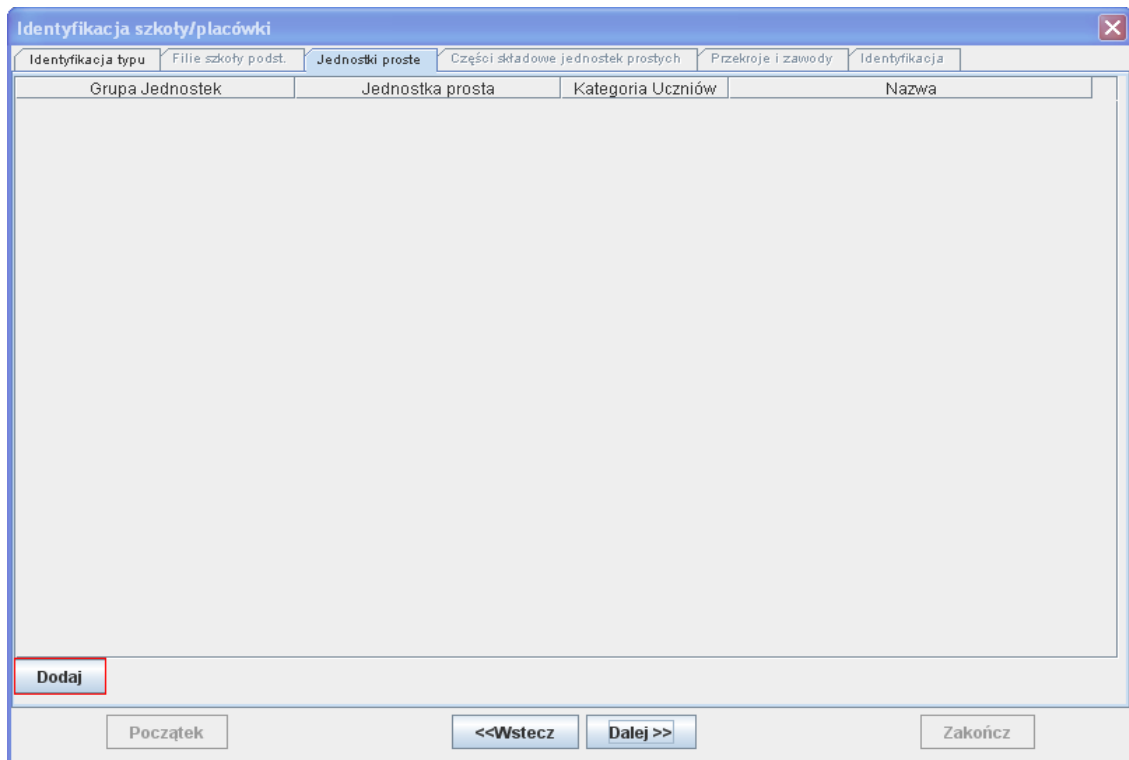 Identyfikacja szkoły/placówki
Identyfikacja typu Filie szkoły podst. Jednostki proste Części składowe jednostek prostych Przekroje i zawody Identyfikacja
Grupa Jednostek Jednostka prosta Kategoria Uczniów Nazwa
Dodaj
Początek <<Wstecz Dalej >> Zakończ